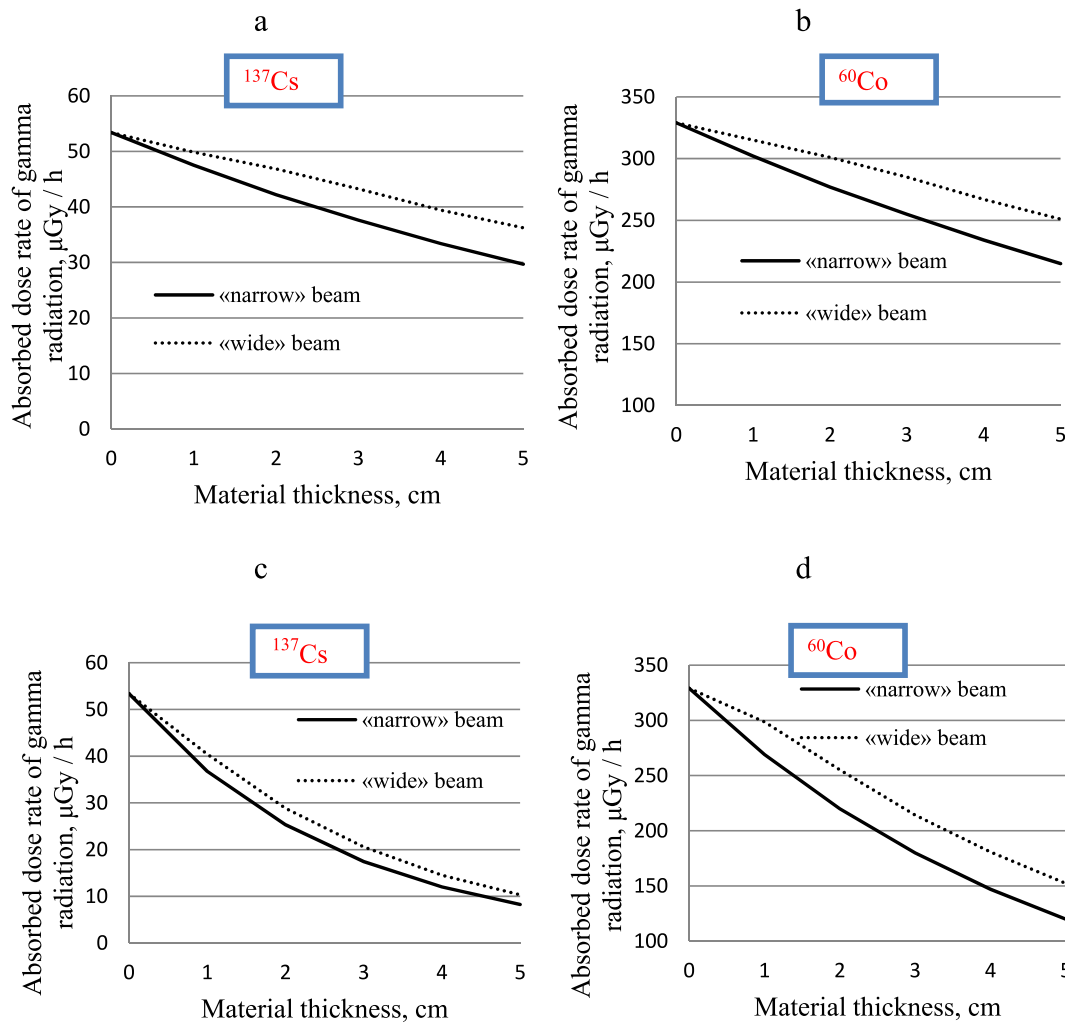 a
¹³⁷Cs
Absorbed dose rate of gamma
radiation, μGy / h
60
50
40
30
20
10
0
«narrow» beam
«wide» beam
0 1 2 3 4 5
Material thickness, cm
b
⁶⁰Co
Absorbed dose rate of gamma
radiation, μGy / h
350
300
250
200
150
100
«narrow» beam
«wide» beam
0 1 2 3 4 5
Material thickness, cm
c
¹³⁷Cs
Absorbed dose rate of gamma
radiation, μGy / h
60
50
40
30
20
10
0
«narrow» beam
«wide» beam
0 1 2 3 4 5
Material thickness, cm
d
⁶⁰Co
Absorbed dose rate of gamma
radiation, μGy / h
350
300
250
200
150
100
«narrow» beam
«wide» beam
0 1 2 3 4 5
Material thickness, cm